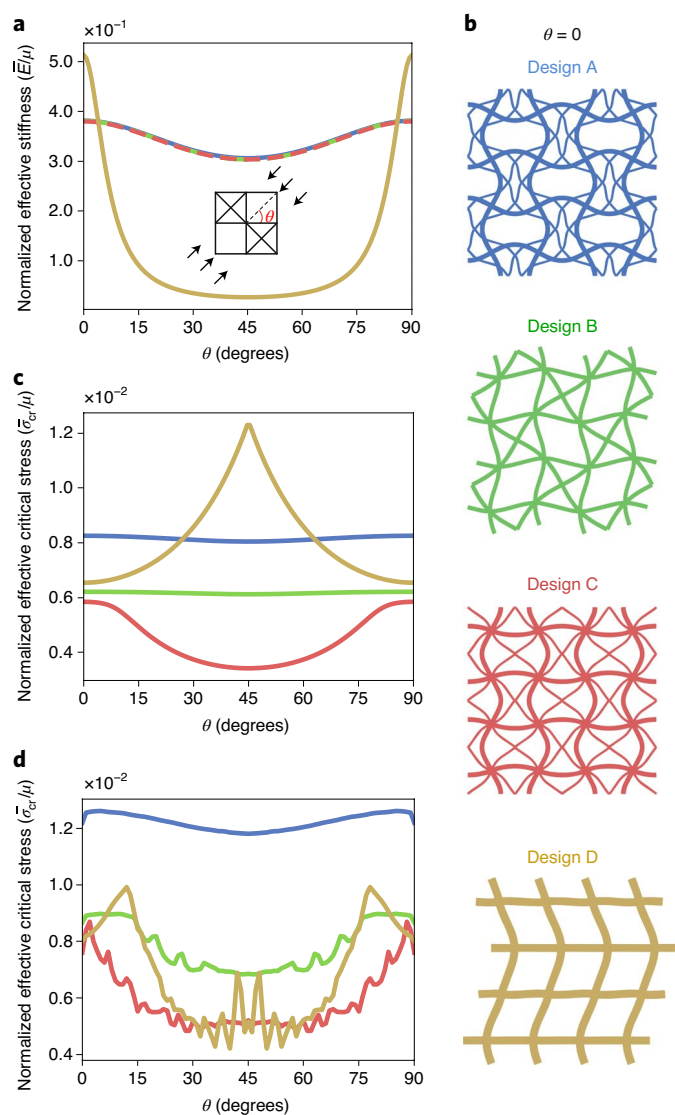 a
×10⁻¹
Normalized effective stiffness (E̅/μ)
5.0
4.0
3.0
2.0
1.0
θ
0 15 30 45 60 75 90
θ (degrees)
b
θ = 0
Design A
Design B
Design C
Design D
c
×10⁻²
Normalized effective critical stress (σ̅cr/μ)
1.2
1.0
0.8
0.6
0.4
0 15 30 45 60 75 90
θ (degrees)
d
×10⁻²
Normalized effective critical stress (σ̅cr/μ)
1.2
1.0
0.8
0.6
0.4
0 15 30 45 60 75 90
θ (degrees)